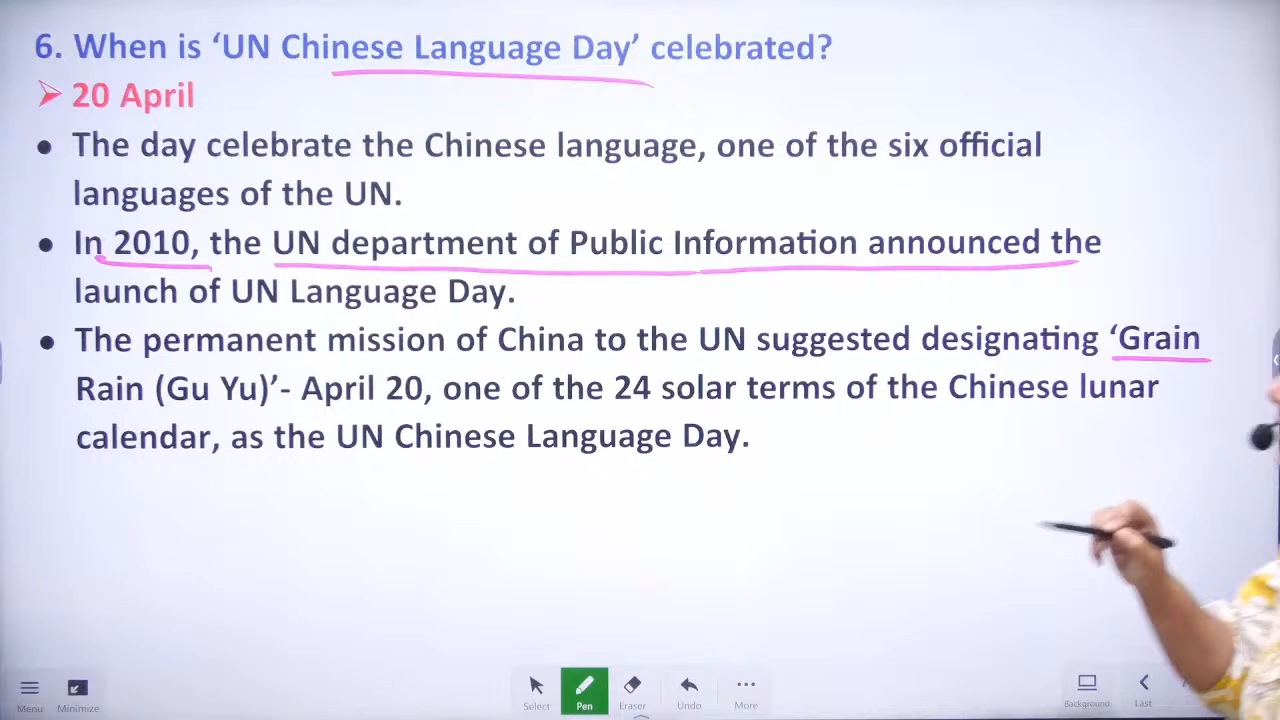 6. When is ‘UN Chinese Language Day’ celebrated?
➢ 20 April
• The day celebrate the Chinese language, one of the six official
languages of the UN.
• In 2010, the UN department of Public Information announced the
launch of UN Language Day.
• The permanent mission of China to the UN suggested designating ‘Grain
Rain (Gu Yu)’- April 20, one of the 24 solar terms of the Chinese lunar
calendar, as the UN Chinese Language Day.
Menu Minimize Select Pen Eraser Undo More Background Last